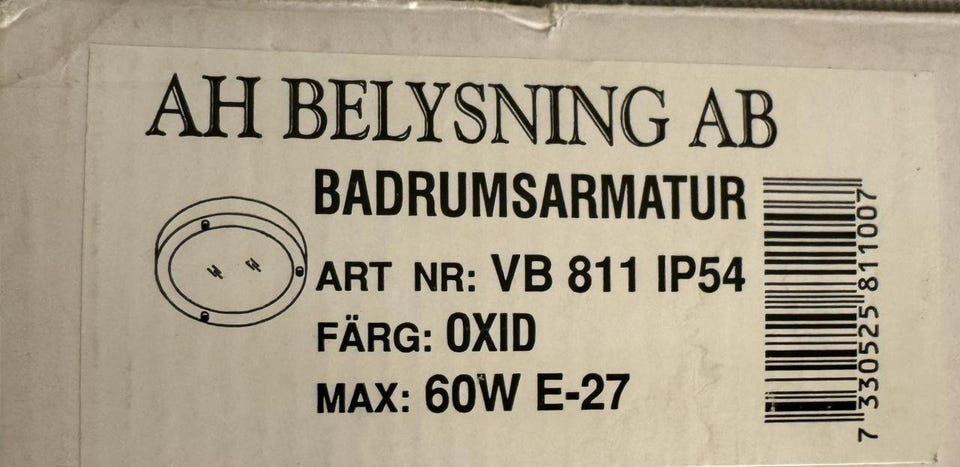 AH BELYSNING AB
BADRUMSARMATUR
ART NR: VB 811 IP54
FÄRG: OXID
MAX: 60W E-27
7 330525 811007